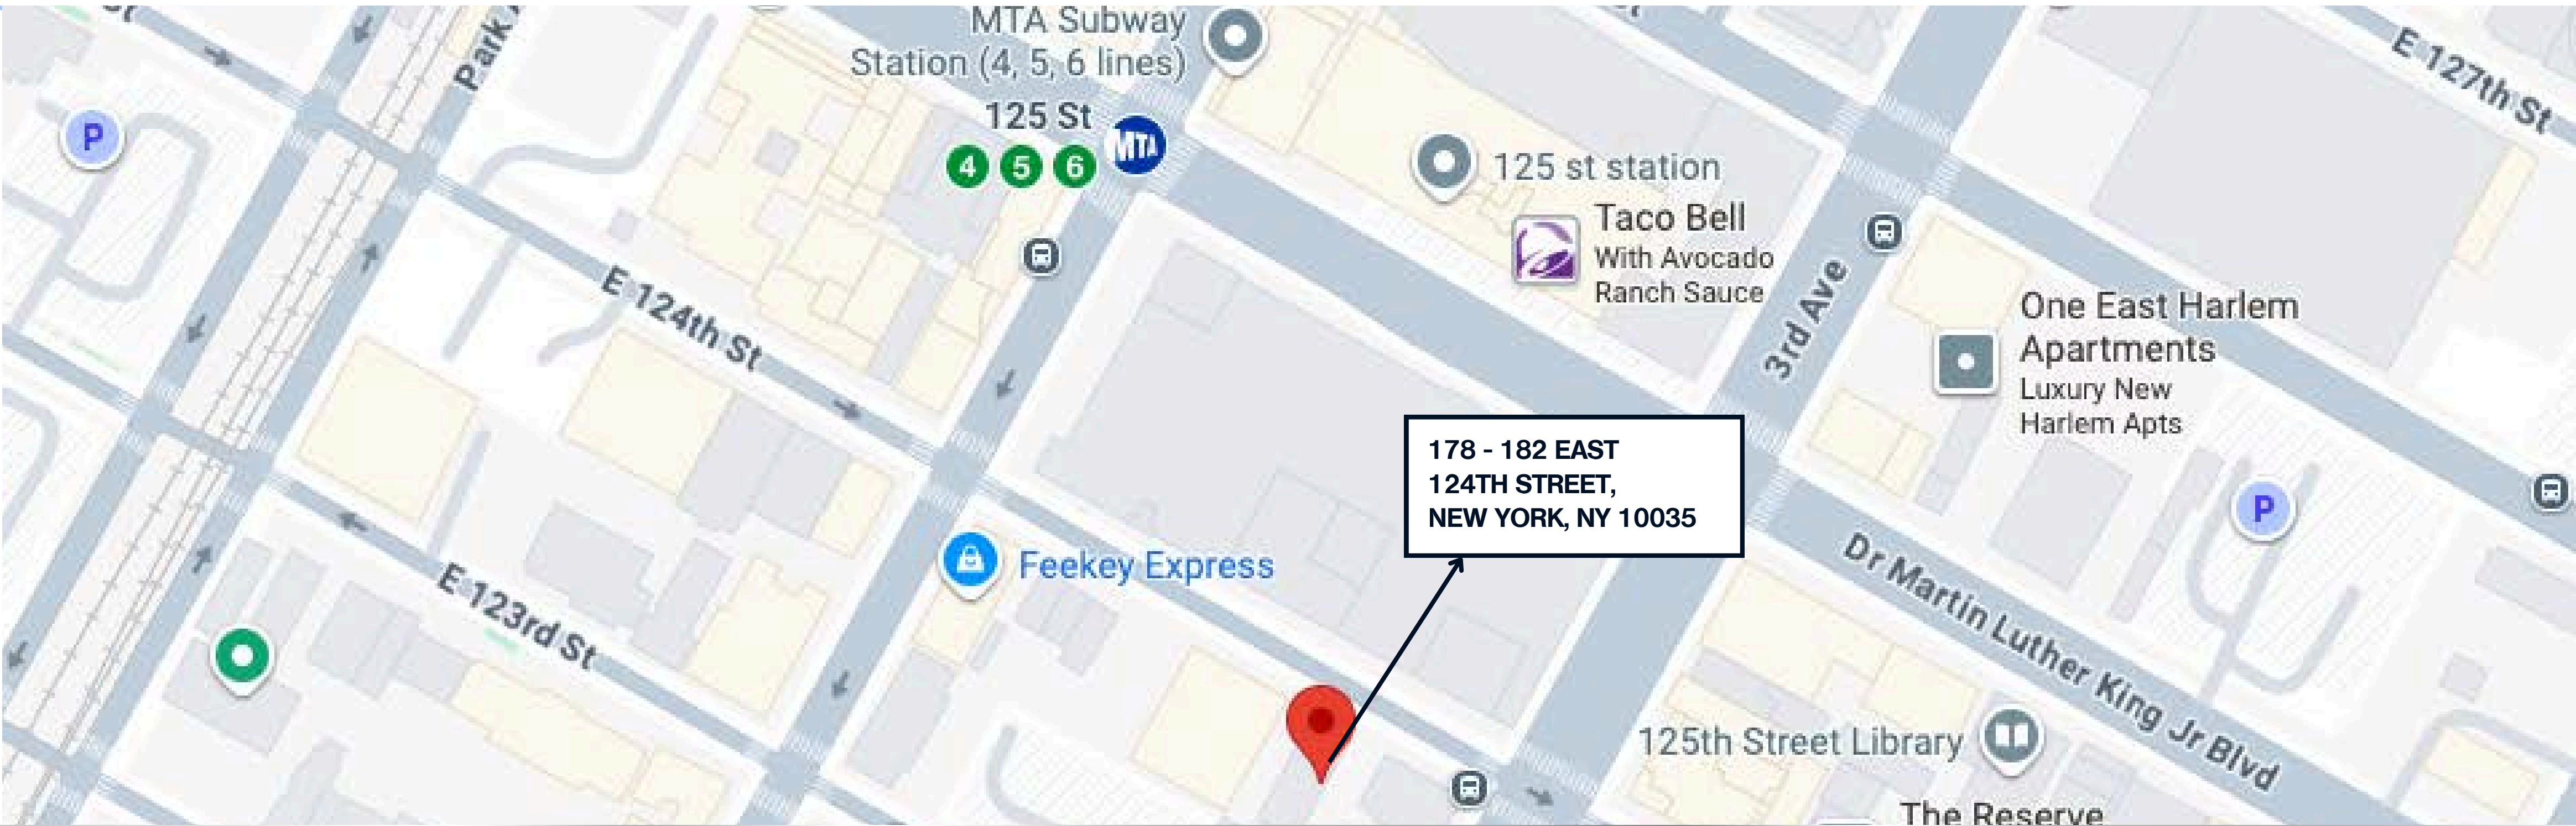 MTA Subway
Station (4, 5, 6 lines)
125 St
4 5 6
MTA
Park
P
E 127th St
125 st station
Taco Bell
With Avocado
Ranch Sauce
3rd Ave
One East Harlem
Apartments
Luxury New
Harlem Apts
E 124th St
178 - 182 EAST
124TH STREET,
NEW YORK, NY 10035
P
Feekey Express
E 123rd St
Dr Martin Luther King Jr Blvd
125th Street Library
The Reserve